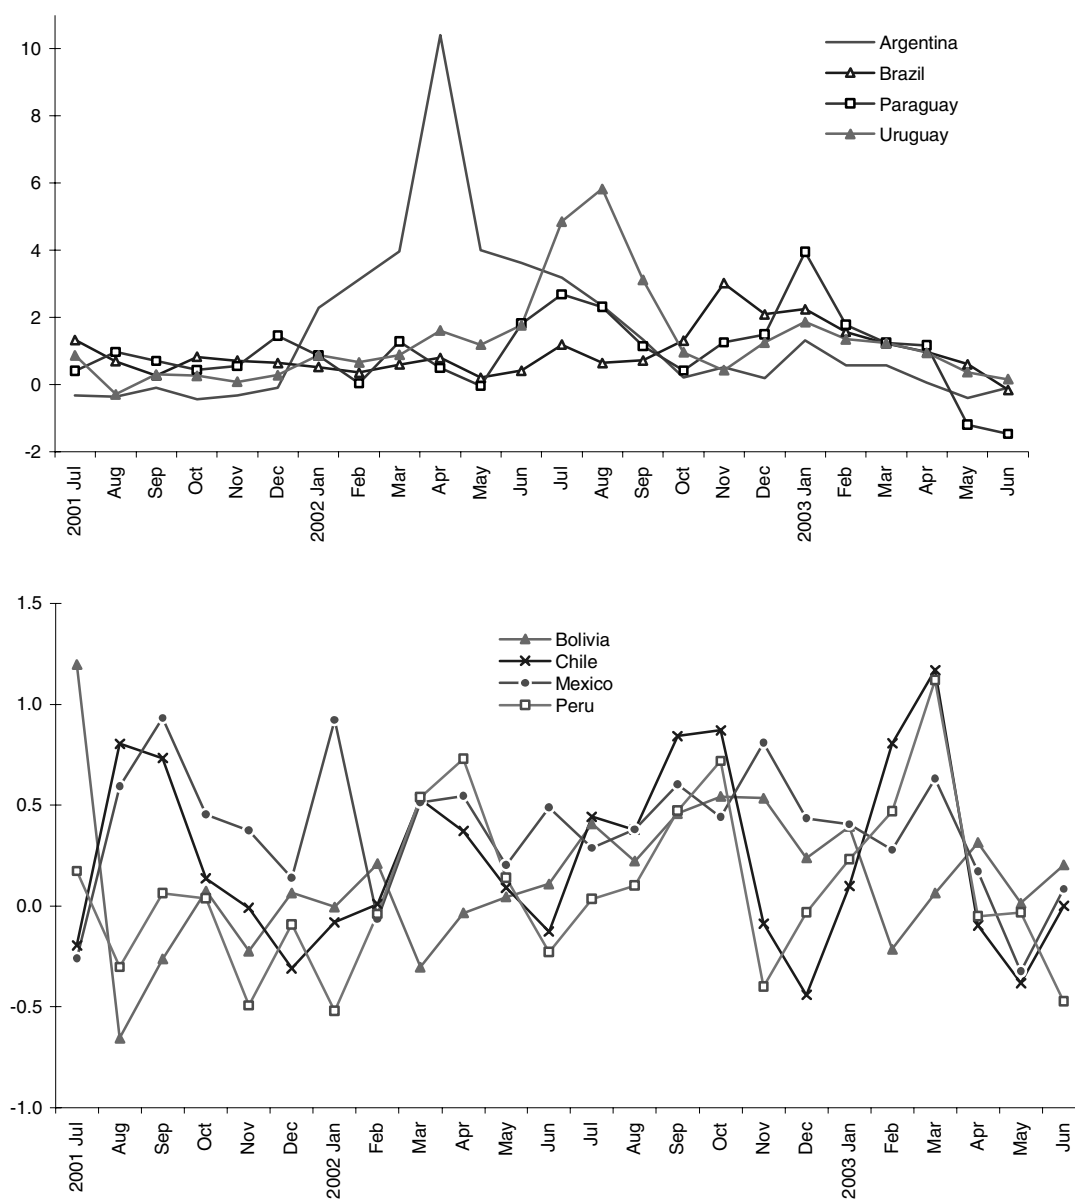 10
8
6
4
2
0
-2
Argentina
Brazil
Paraguay
Uruguay
2001 Jul Aug Sep Oct Nov Dec 2002 Jan Feb Mar Apr May Jun Jul Aug Sep Oct Nov Dec 2003 Jan Feb Mar Apr May Jun
1.5
1.0
0.5
0.0
-0.5
-1.0
Bolivia
Chile
Mexico
Peru
2001 Jul Aug Sep Oct Nov Dec 2002 Jan Feb Mar Apr May Jun Jul Aug Sep Oct Nov Dec 2003 Jan Feb Mar Apr May Jun